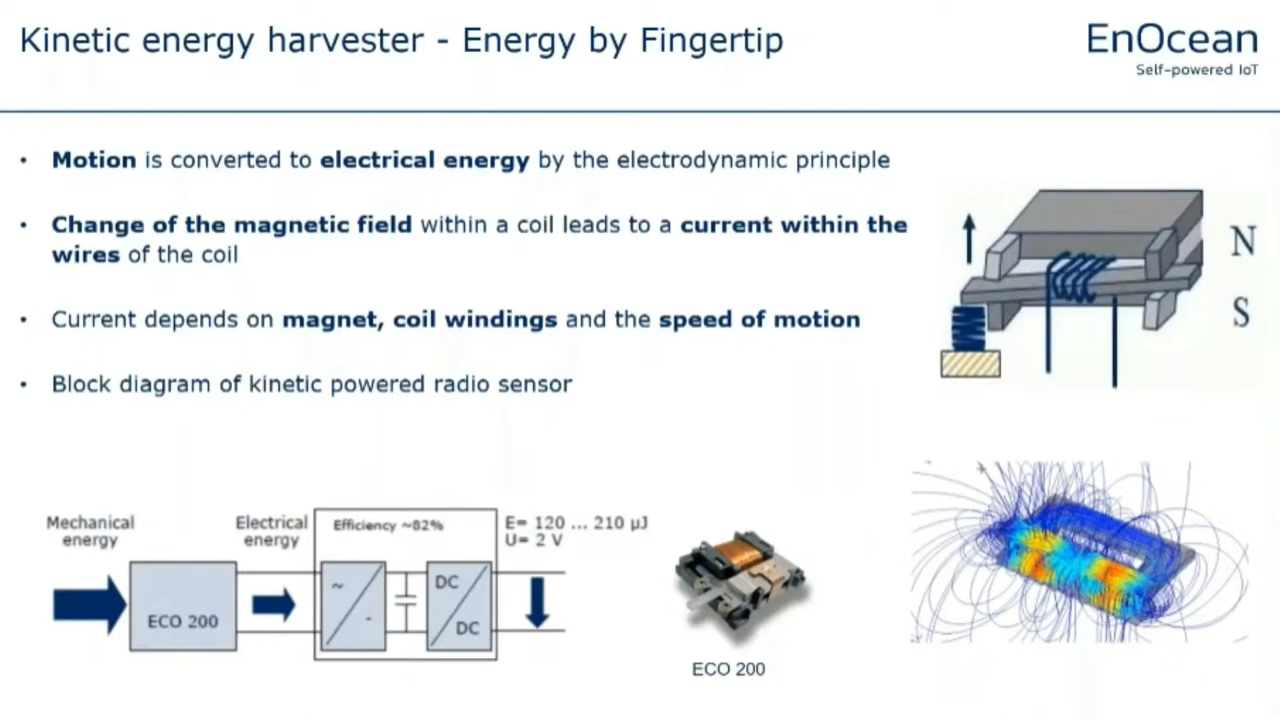 Kinetic energy harvester - Energy by Fingertip
EnOcean
Self-powered IoT
• Motion is converted to electrical energy by the electrodynamic principle
• Change of the magnetic field within a coil leads to a current within the
wires of the coil
• Current depends on magnet, coil windings and the speed of motion
• Block diagram of kinetic powered radio sensor
N
S
Mechanical
energy
Electrical
energy
Efficiency ~82%
E= 120 ... 210 µJ
U= 2 V
ECO 200
~
-
DC
DC
ECO 200